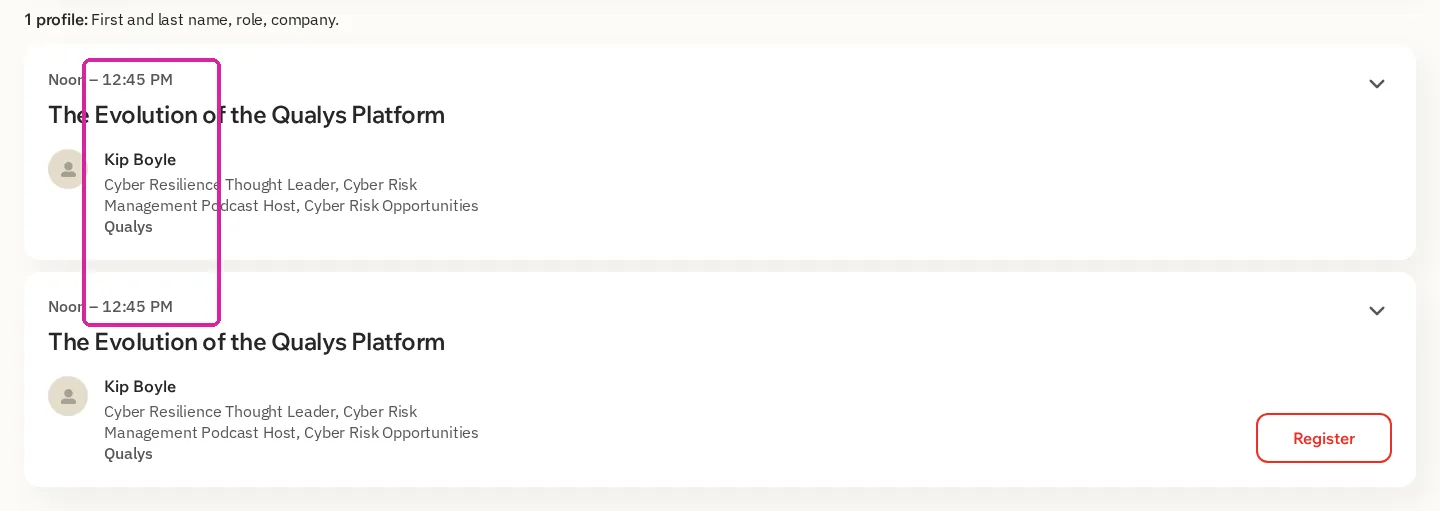 1 profile: First and last name, role, company.
Noon – 12:45 PM
The Evolution of the Qualys Platform
Kip Boyle
Cyber Resilience Thought Leader, Cyber Risk
Management Podcast Host, Cyber Risk Opportunities
Qualys
Noon – 12:45 PM
The Evolution of the Qualys Platform
Kip Boyle
Cyber Resilience Thought Leader, Cyber Risk
Management Podcast Host, Cyber Risk Opportunities
Qualys
Register